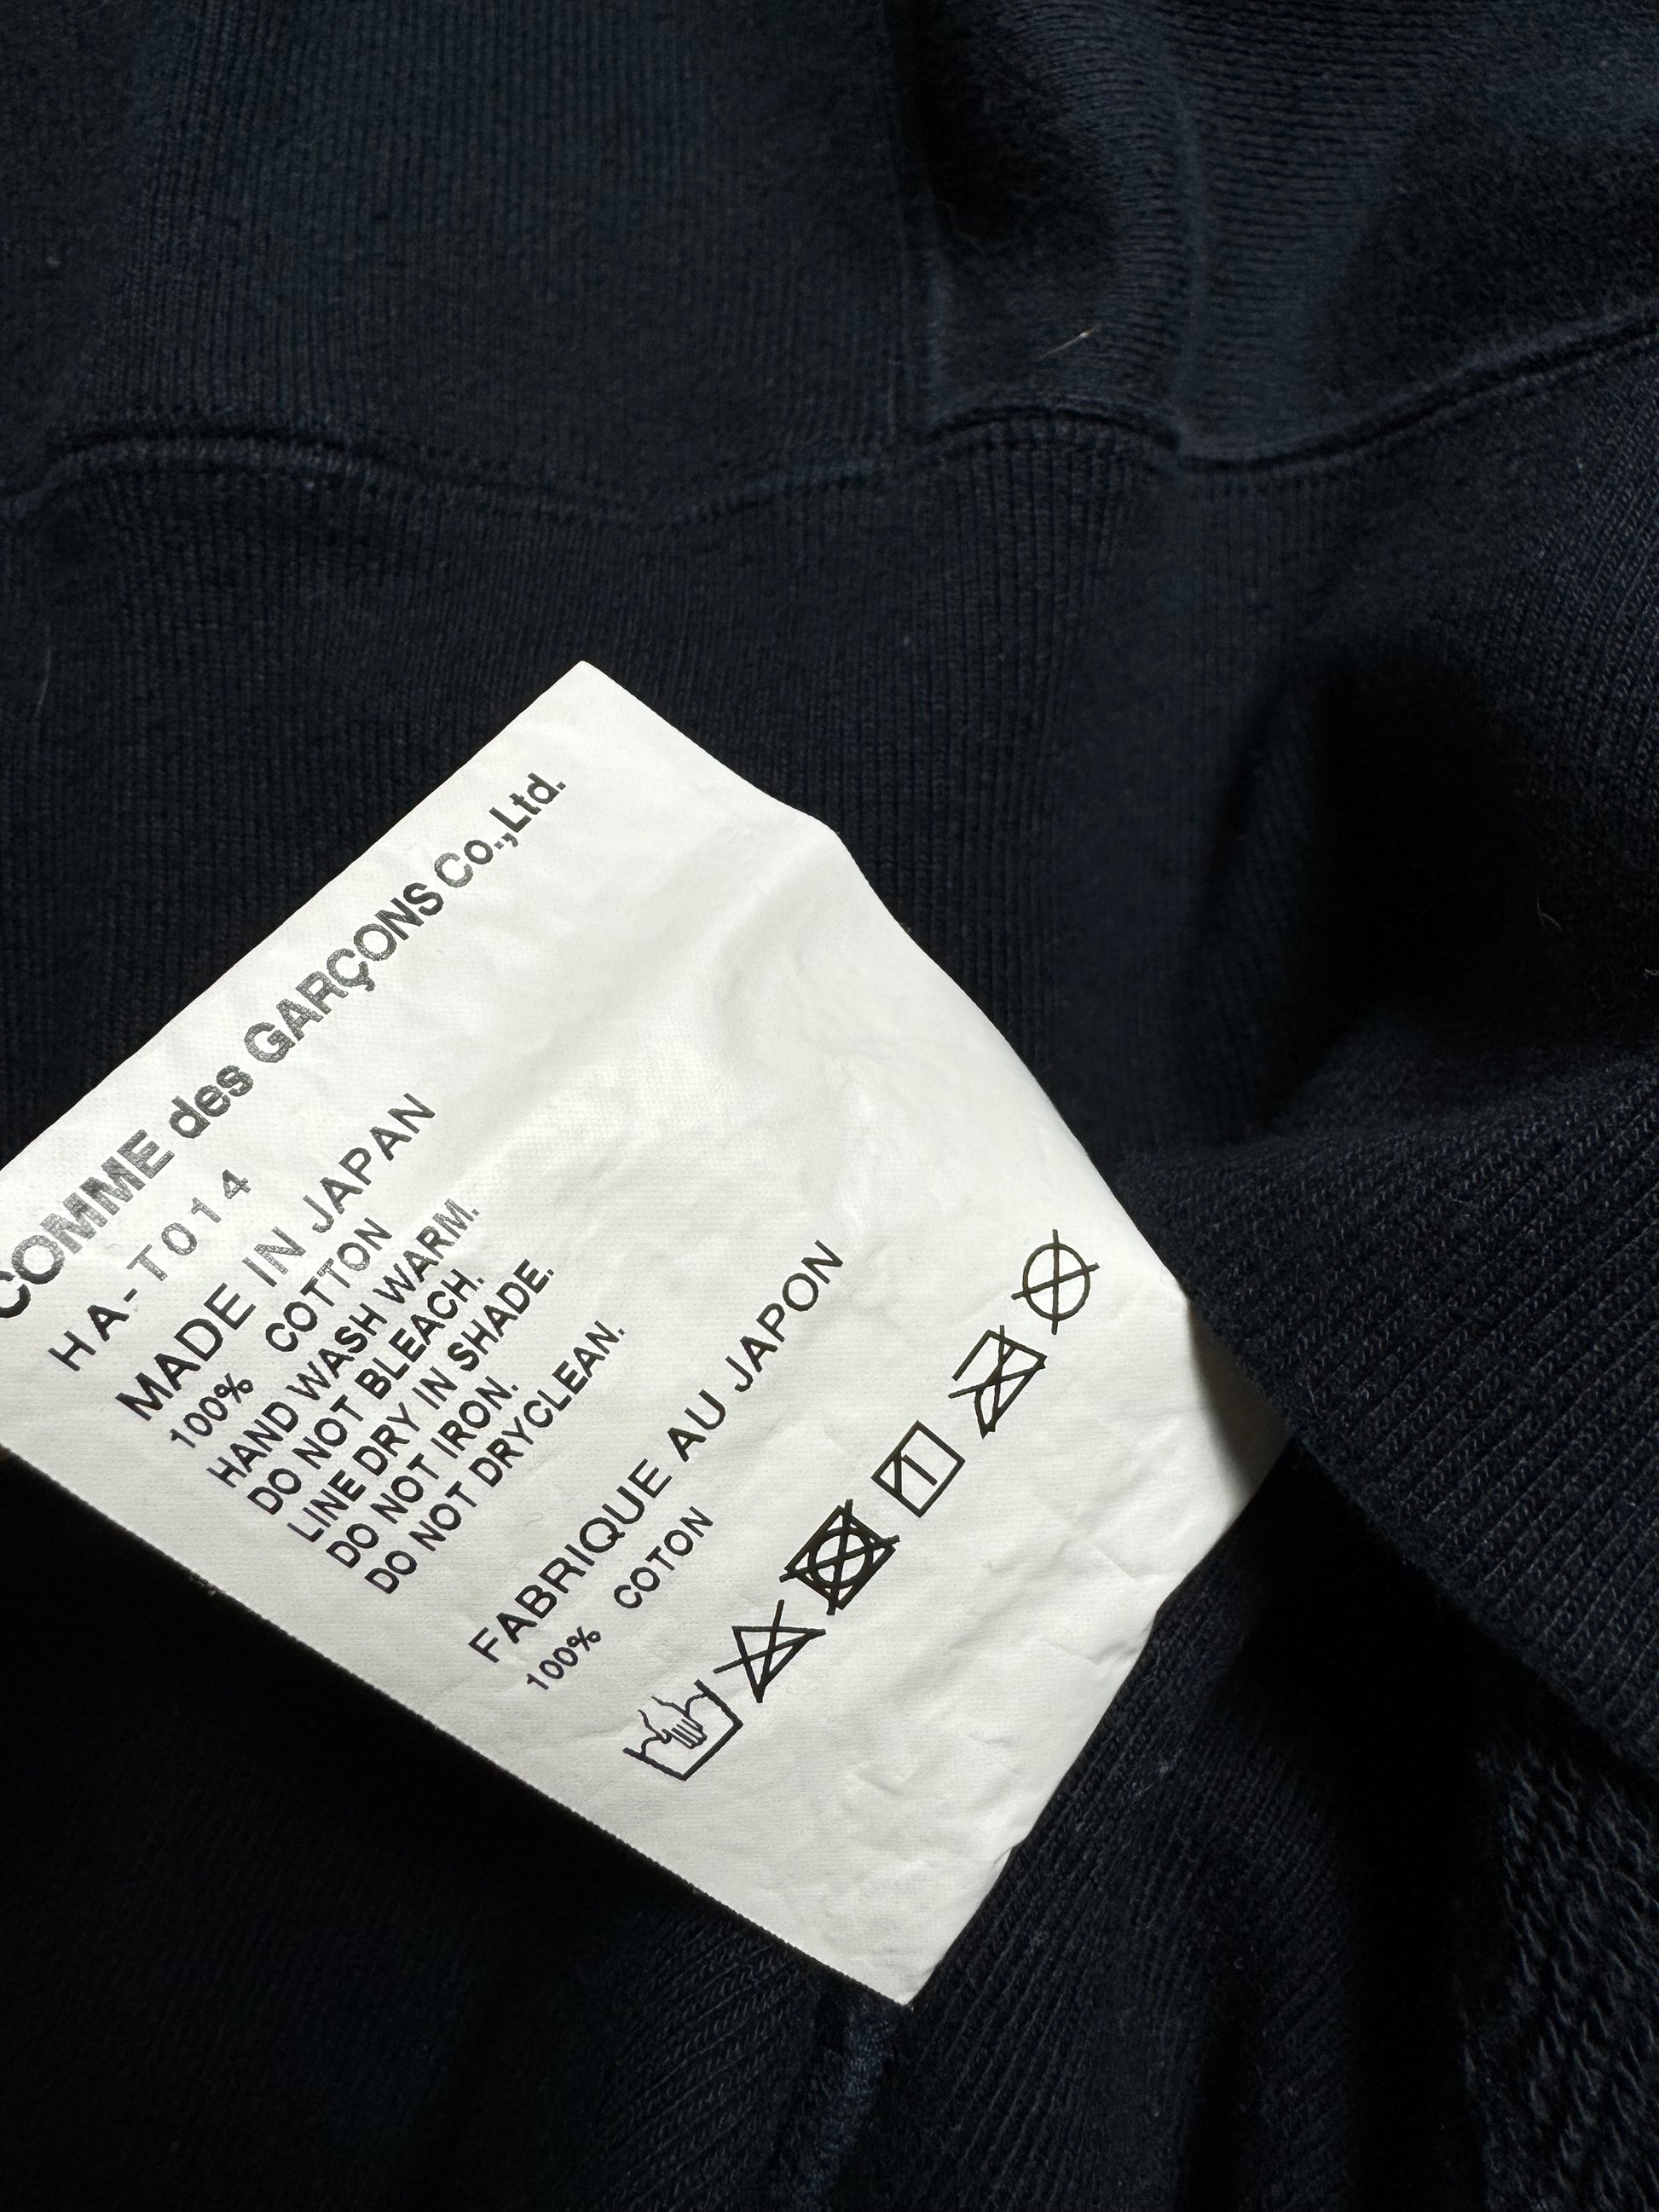 COMME des GARÇONS Co.,Ltd.
HA-T014
MADE IN JAPAN
100% COTTON
HAND WASH WARM.
DO NOT BLEACH.
LINE DRY IN SHADE.
DO NOT IRON.
DO NOT DRYCLEAN.
FABRIQUE AU JAPON
100% COTON